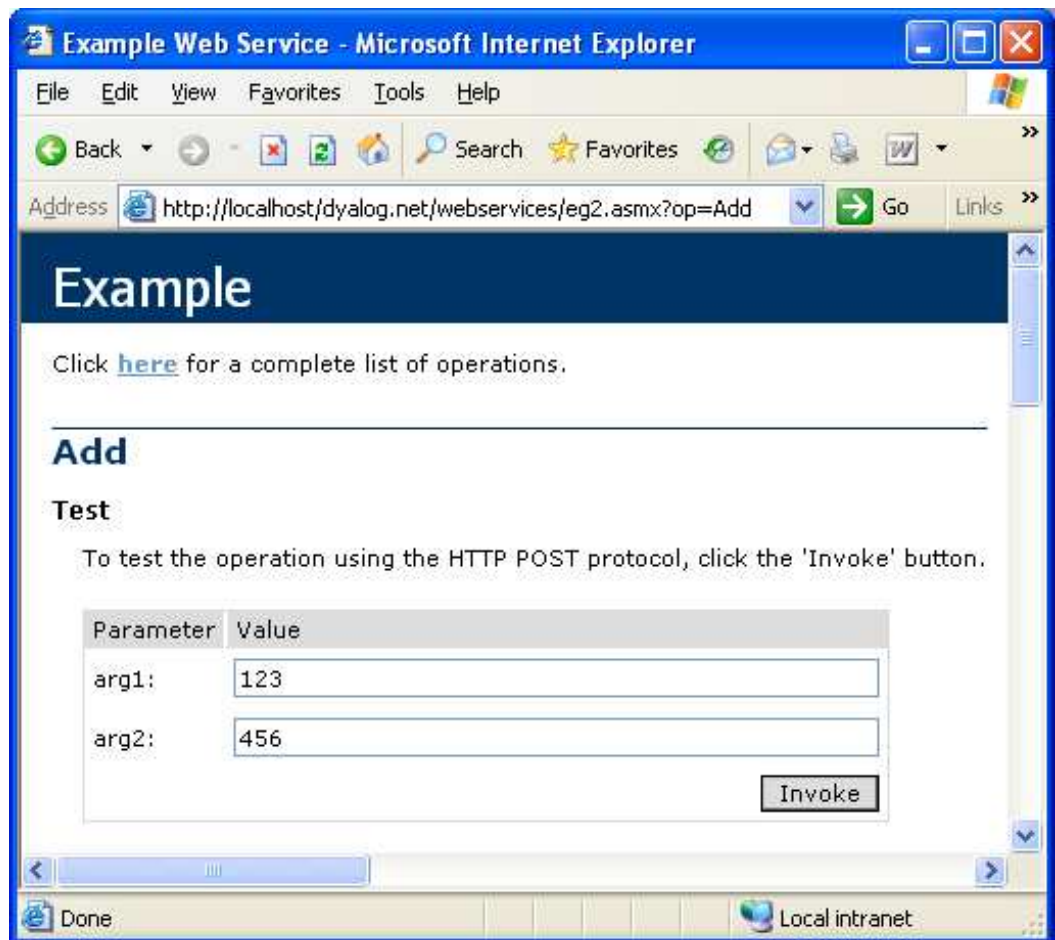 Example Web Service - Microsoft Internet Explorer
File Edit View Favorites Tools Help
Back Search Favorites
Address http://localhost/dyalog.net/webservices/eg2.asmx?op=Add Go Links
Example
Click here for a complete list of operations.
Add
Test
To test the operation using the HTTP POST protocol, click the 'Invoke' button.
Parameter Value
arg1: 123
arg2: 456
Invoke
Done Local intranet